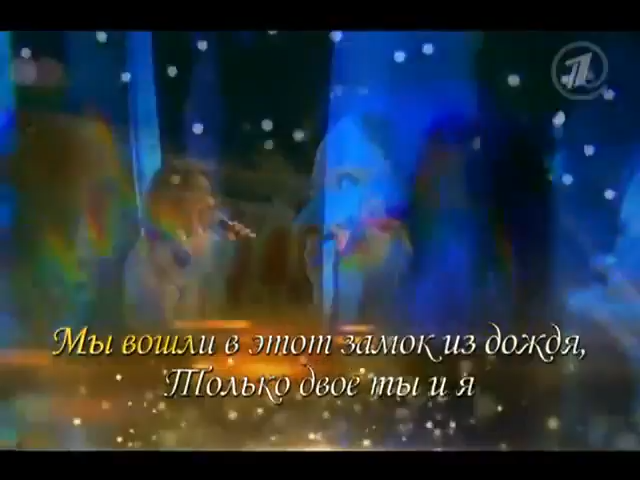 Мы вошли в этот замок из дождя,
Только двое ты и я